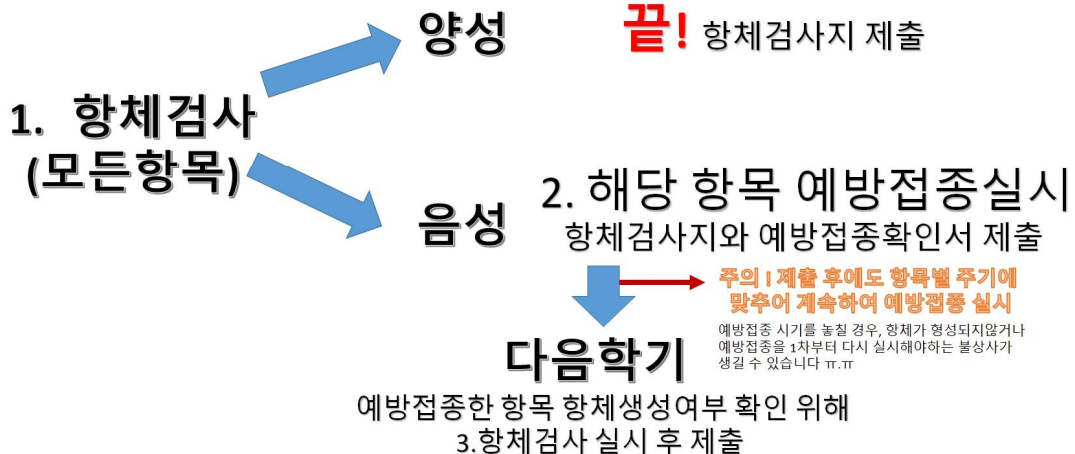 1. 항체검사
(모든항목)
양성
끝! 항체검사지 제출
음성
2. 해당 항목 예방접종실시
항체검사지와 예방접종확인서 제출
주의 ! 제출 후에도 항목별 주기에
맞추어 계속하여 예방접종 실시
예방접종 시기를 놓칠 경우, 항체가 형성되지않거나
예방접종을 1차부터 다시 실시해야하는 불상사가
생길 수 있습니다 ㅠ.ㅠ
다음학기
예방접종한 항목 항체생성여부 확인 위해
3.항체검사 실시 후 제출